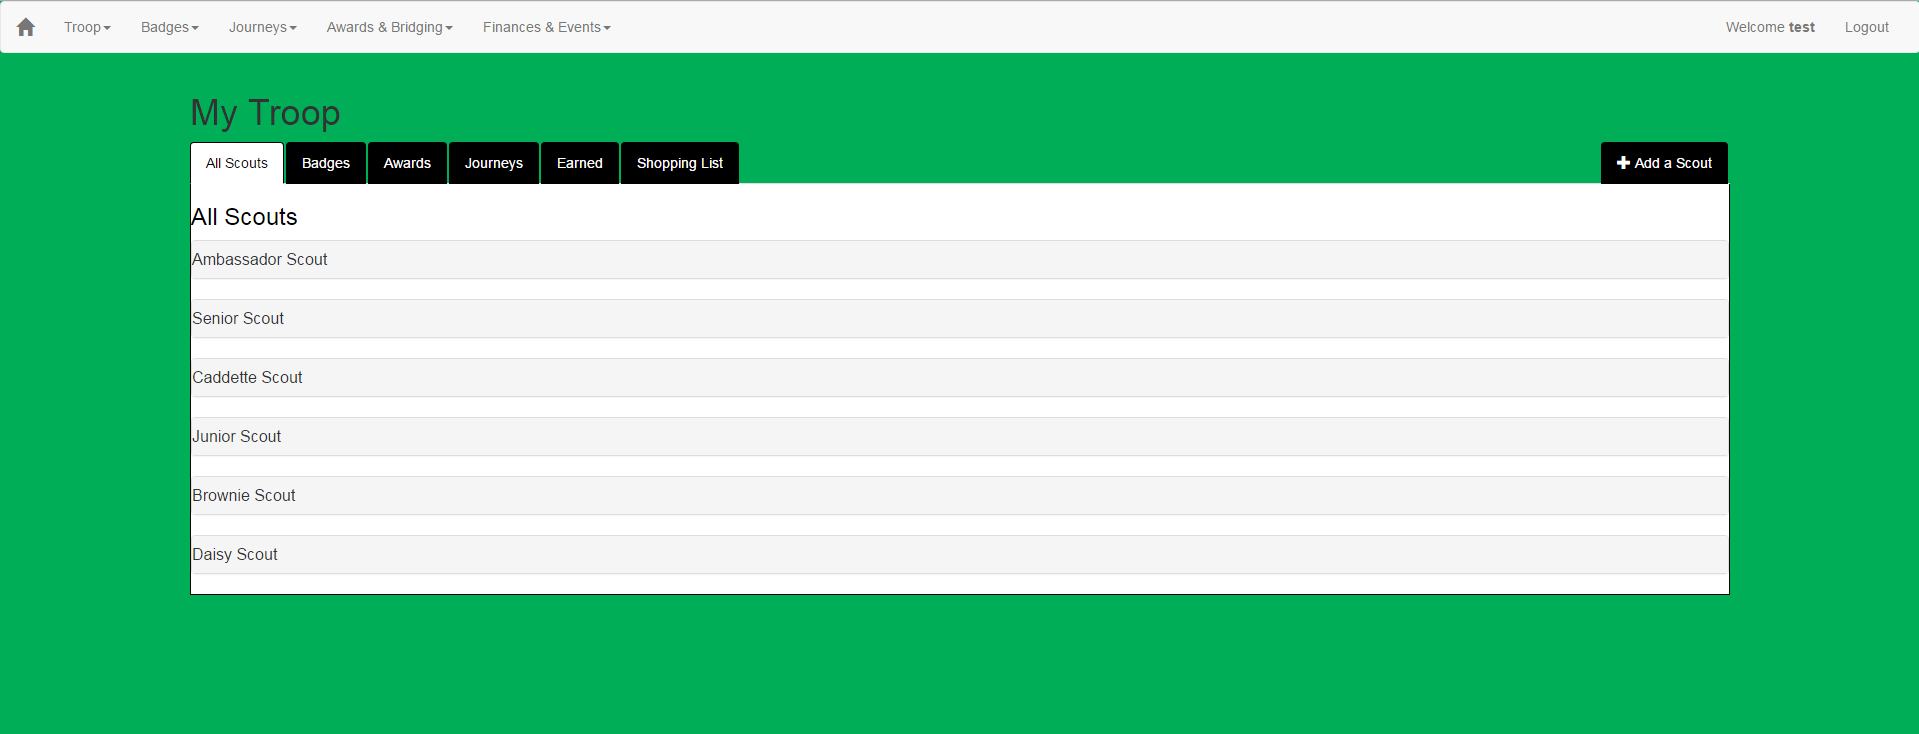 Troop Badges Journeys Awards & Bridging Finances & Events Welcome test Logout
My Troop
All Scouts Badges Awards Journeys Earned Shopping List Add a Scout
All Scouts
Ambassador Scout
Senior Scout
Caddette Scout
Junior Scout
Brownie Scout
Daisy Scout